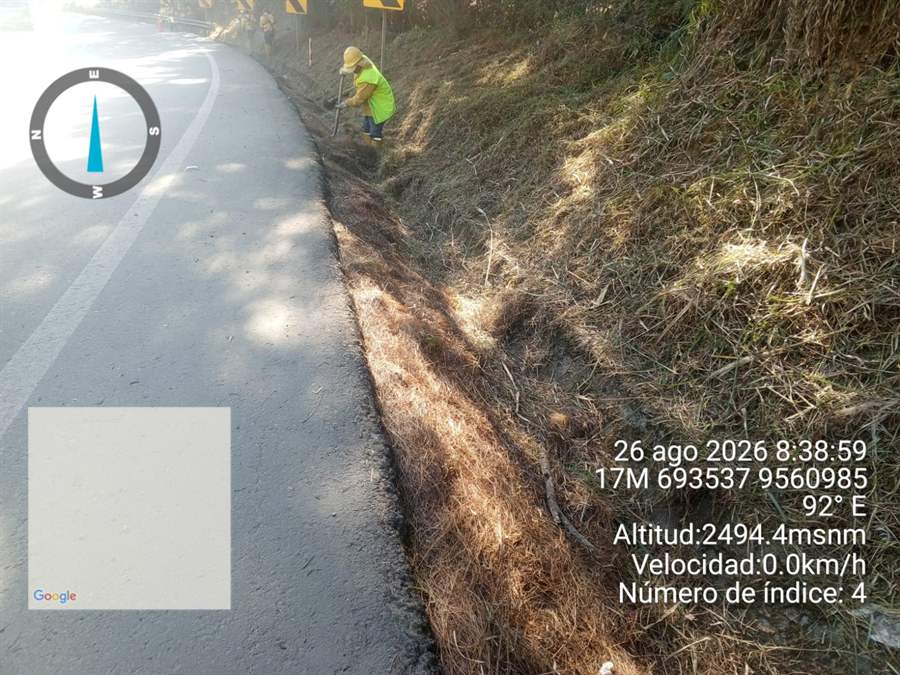 E
N
S
W
26 ago 2026 8:38:59
17M 693537 9560985
92° E
Altitud:2494.4msnm
Velocidad:0.0km/h
Número de índice: 4
Google